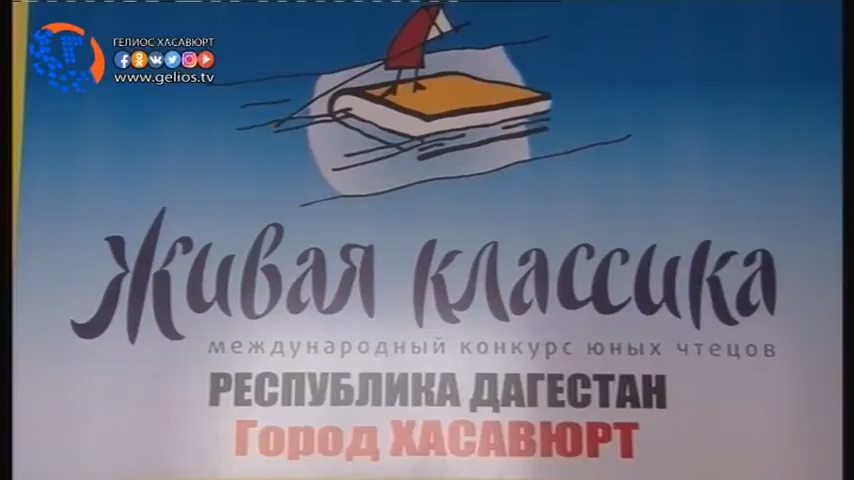 ГЕЛИОС ХАСАВЮРТ
www.gelios.tv
Живая классика
международный конкурс юных чтецов
РЕСПУБЛИКА ДАГЕСТАН
Город ХАСАВЮРТ